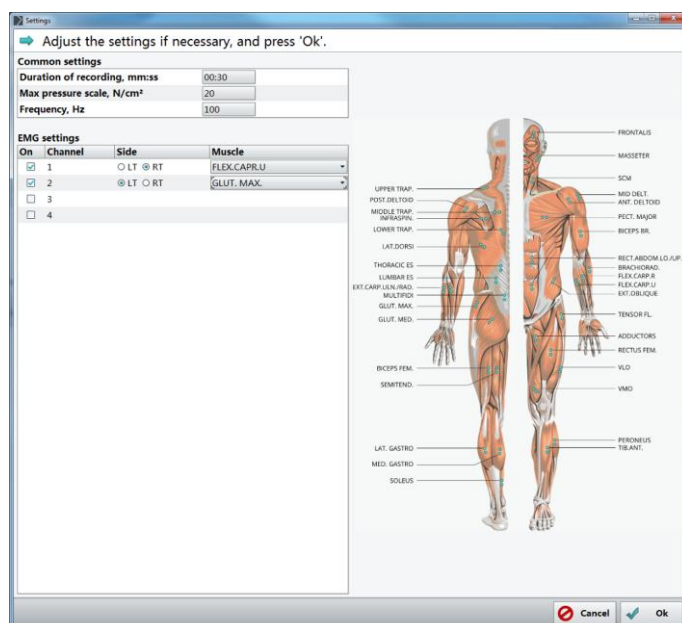 Settings
Adjust the settings if necessary, and press 'Ok'.
Common settings
Duration of recording, mm:ss 00:30
Max pressure scale, N/cm² 20
Frequency, Hz 100
EMG settings
On Channel Side Muscle
1 LT RT FLEX.CAPR.U
2 LT RT GLUT. MAX.
3
4
UPPER TRAP.
POST.DELTOID
MIDDLE TRAP.
INFRASPIN.
LOWER TRAP.
LAT.DORSI
THORACIC ES
LUMBAR ES
EXT.CARP.ULN./RAD.
MULTIFIDI
GLUT. MAX.
GLUT. MED.
BICEPS FEM.
SEMITEND.
LAT. GASTRO
MED. GASTRO
SOLEUS
FRONTALIS
MASSETER
SCM
MID DELT.
ANT. DELTOID
PECT. MAJOR
BICEPS BR.
RECT.ABDOM.LO./UP.
BRACHIORAD.
FLEX.CARP.R
FLEX.CARP.U
EXT.OBLIQUE
TENSOR FL.
ADDUCTORS
RECTUS FEM.
VLO
VMO
PERONEUS
TIB.ANT.
Cancel Ok